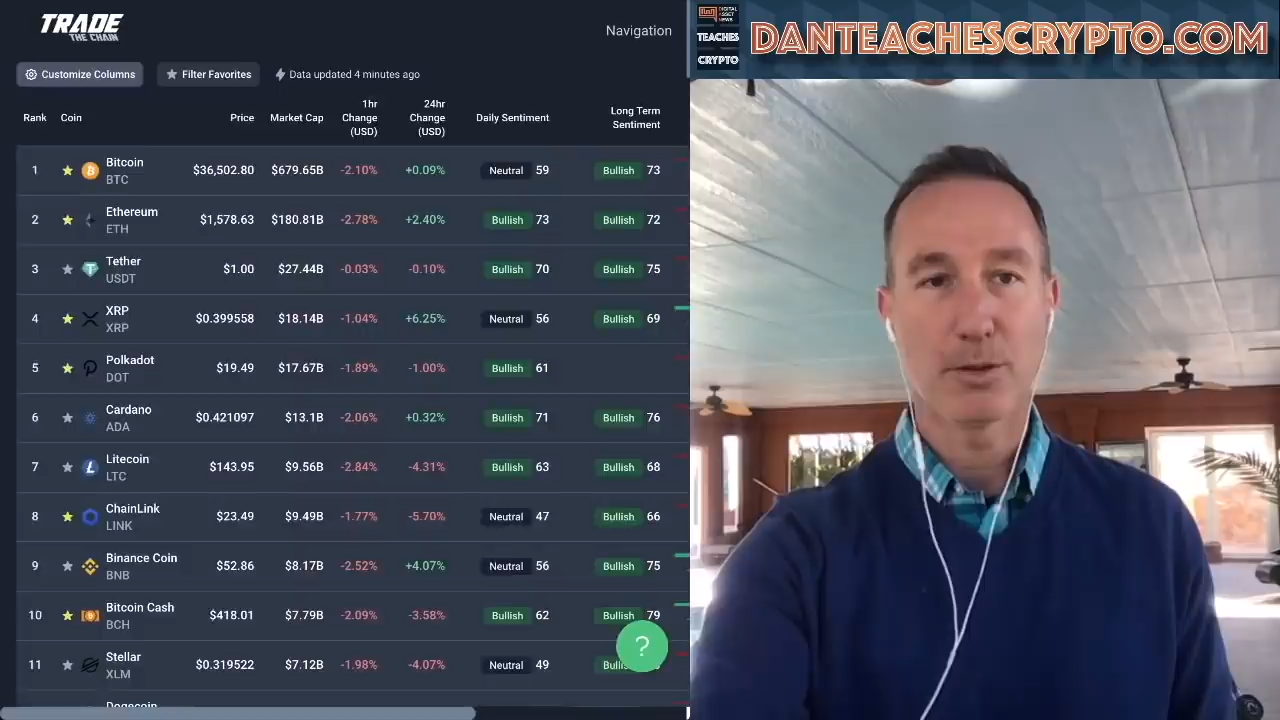 TRADE
THE CHAIN
Navigation
Customize Columns
Filter Favorites
Data updated 4 minutes ago
Rank Coin Price Market Cap 1hr Change (USD) 24hr Change (USD) Daily Sentiment Long Term Sentiment
1 Bitcoin BTC $36,502.80 $679.65B -2.10% +0.09% Neutral 59 Bullish 73
2 Ethereum ETH $1,578.63 $180.81B -2.78% +2.40% Bullish 73 Bullish 72
3 Tether USDT $1.00 $27.44B -0.03% -0.10% Bullish 70 Bullish 75
4 XRP XRP $0.399558 $18.14B -1.04% +6.25% Neutral 56 Bullish 69
5 Polkadot DOT $19.49 $17.67B -1.89% -1.00% Bullish 61
6 Cardano ADA $0.421097 $13.1B -2.06% +0.32% Bullish 71 Bullish 76
7 Litecoin LTC $143.95 $9.56B -2.84% -4.31% Bullish 63 Bullish 68
8 ChainLink LINK $23.49 $9.49B -1.77% -5.70% Neutral 47 Bullish 66
9 Binance Coin BNB $52.86 $8.17B -2.52% +4.07% Neutral 56 Bullish 75
10 Bitcoin Cash BCH $418.01 $7.79B -2.09% -3.58% Bullish 62 Bullish 79
11 Stellar XLM $0.319522 $7.12B -1.98% -4.07% Neutral 49
?
DIGITAL
ASSET
NEWS
TEACHES
CRYPTO
DANTEACHESCRYPTO.COM